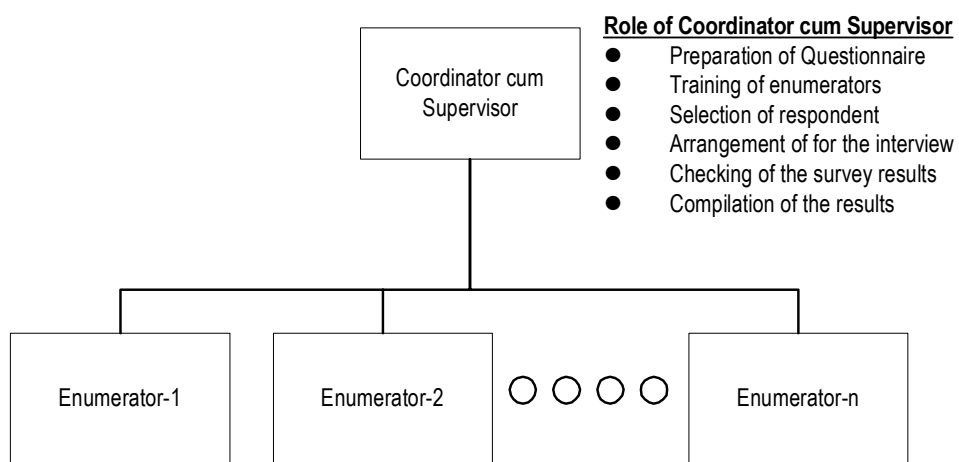 Role of Coordinator cum Supervisor
● Preparation of Questionnaire
● Training of enumerators
● Selection of respondent
● Arrangement of for the interview
● Checking of the survey results
● Compilation of the results
Coordinator cum
Supervisor
Enumerator-1
Enumerator-2
Enumerator-n